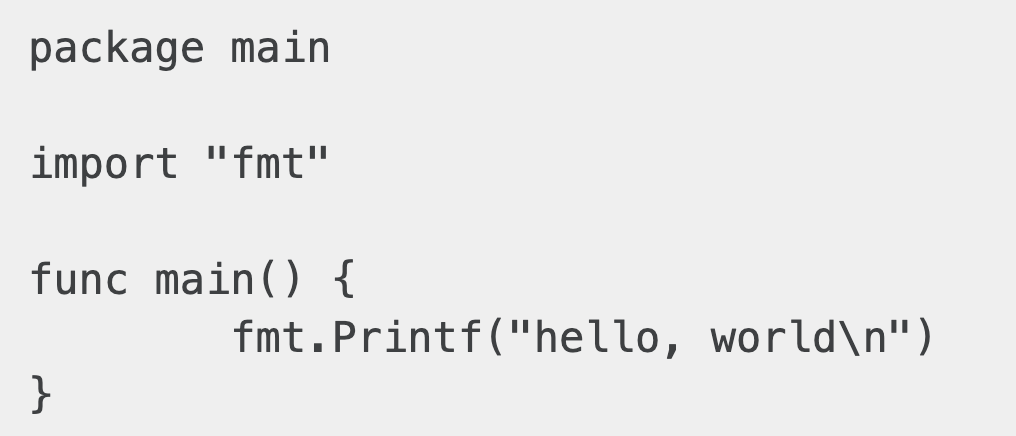 package main

import "fmt"

func main() {
        fmt.Printf("hello, world\n")
}